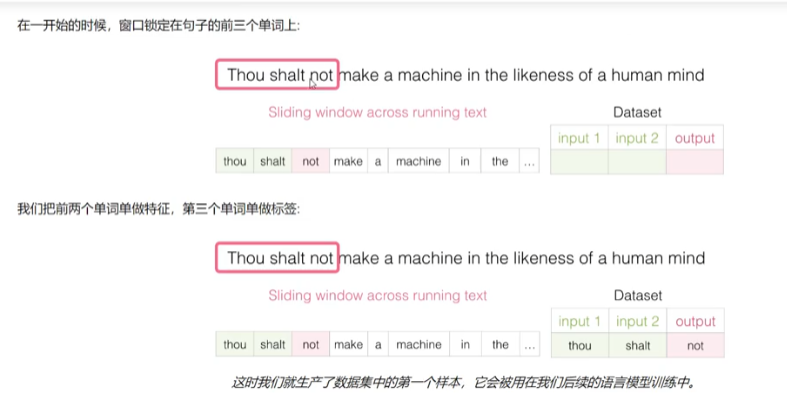 在一开始的时候，窗口锁定在句子的前三个单词上:
Thou shalt not make a machine in the likeness of a human mind
Sliding window across running text
Dataset
input 1 input 2 output
thou shalt not make a machine in the ...
我们把前两个单词单做特征，第三个单词单做标签:
Thou shalt not make a machine in the likeness of a human mind
Sliding window across running text
Dataset
input 1 input 2 output
thou shalt not make a machine in the ...
thou shalt not
这时我们就生产了数据集中的第一个样本，它会被用在我们后续的语言模型训练中。